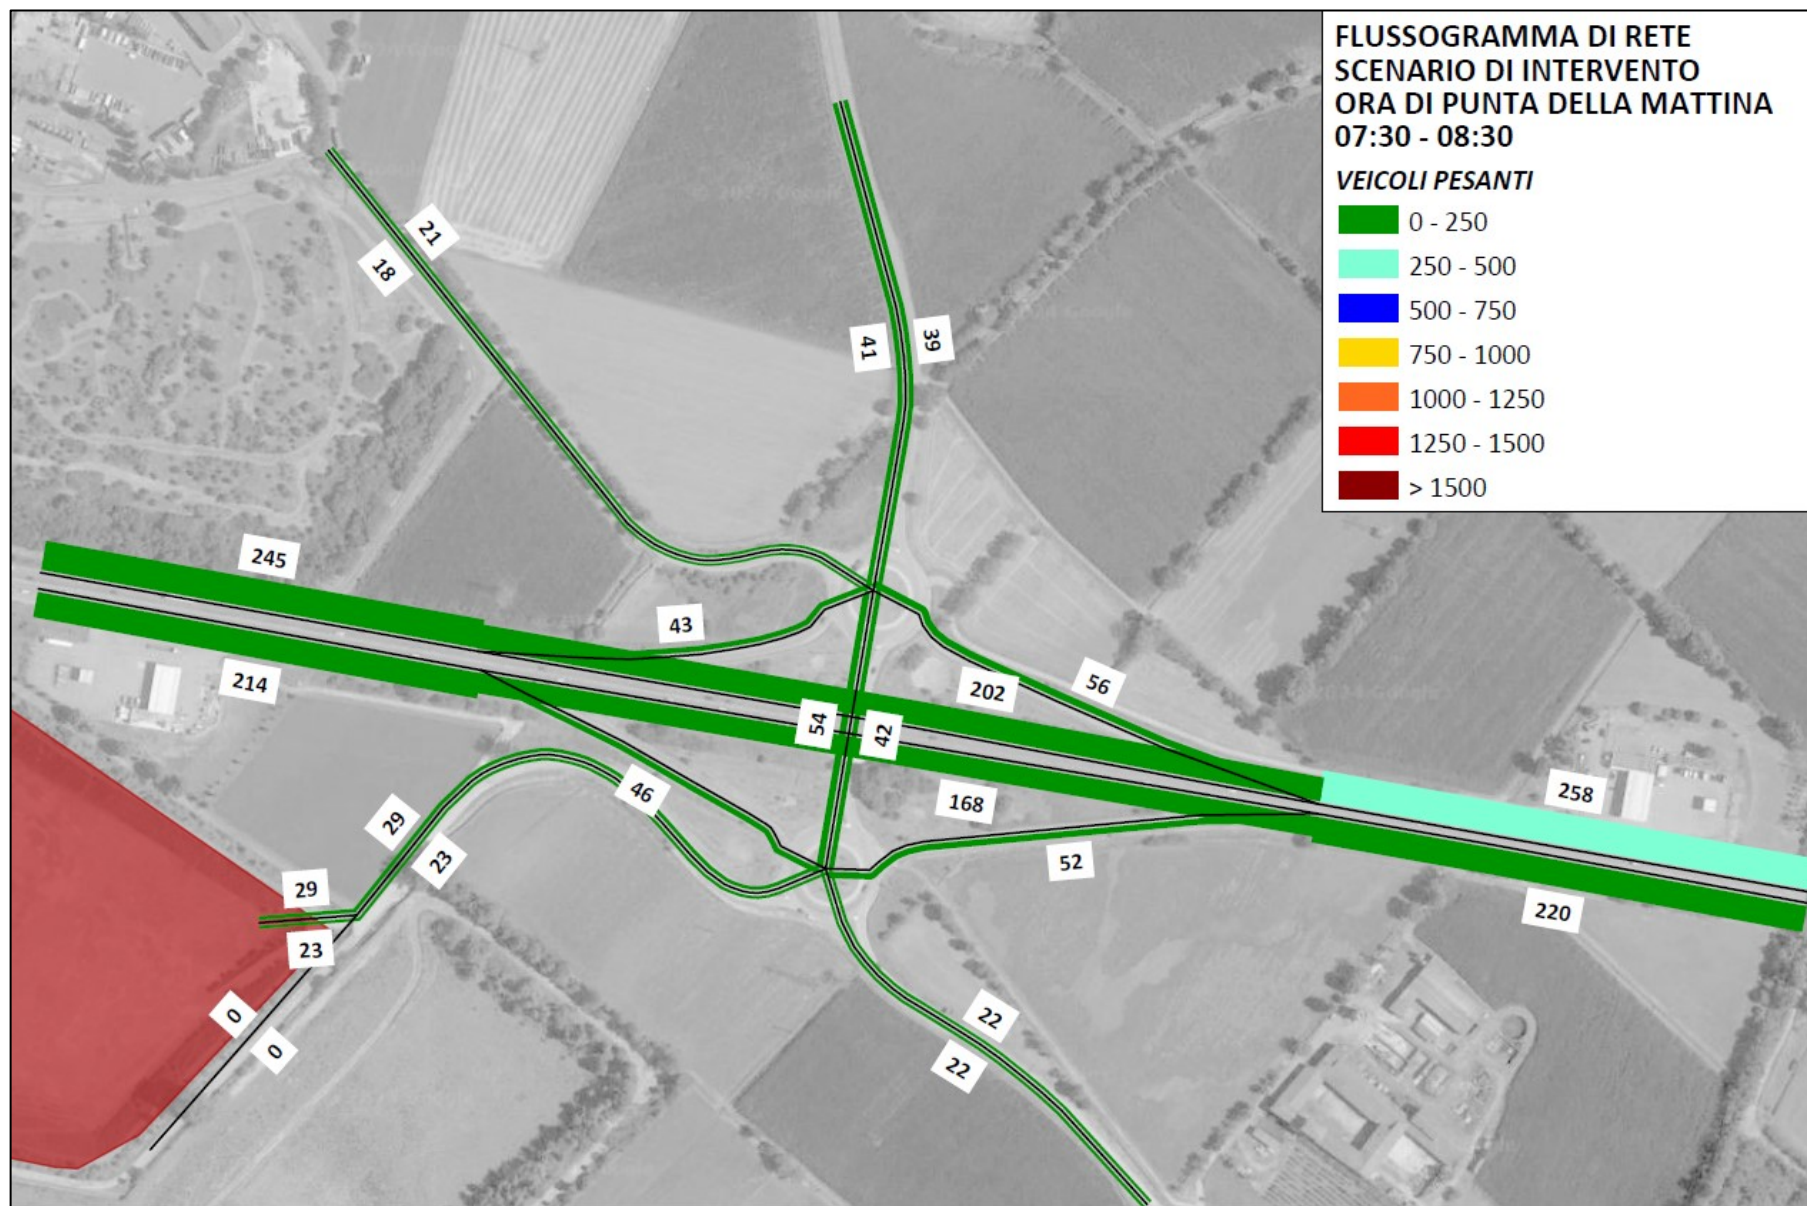 FLUSSOGRAMMA DI RETE
SCENARIO DI INTERVENTO
ORA DI PUNTA DELLA MATTINA
07:30 - 08:30
VEICOLI PESANTI
0 - 250
250 - 500
500 - 750
750 - 1000
1000 - 1250
1250 - 1500
> 1500
21
18
41
39
245
43
214
202
56
54
42
46
168
258
29
23
52
29
220
23
0
0
22
22